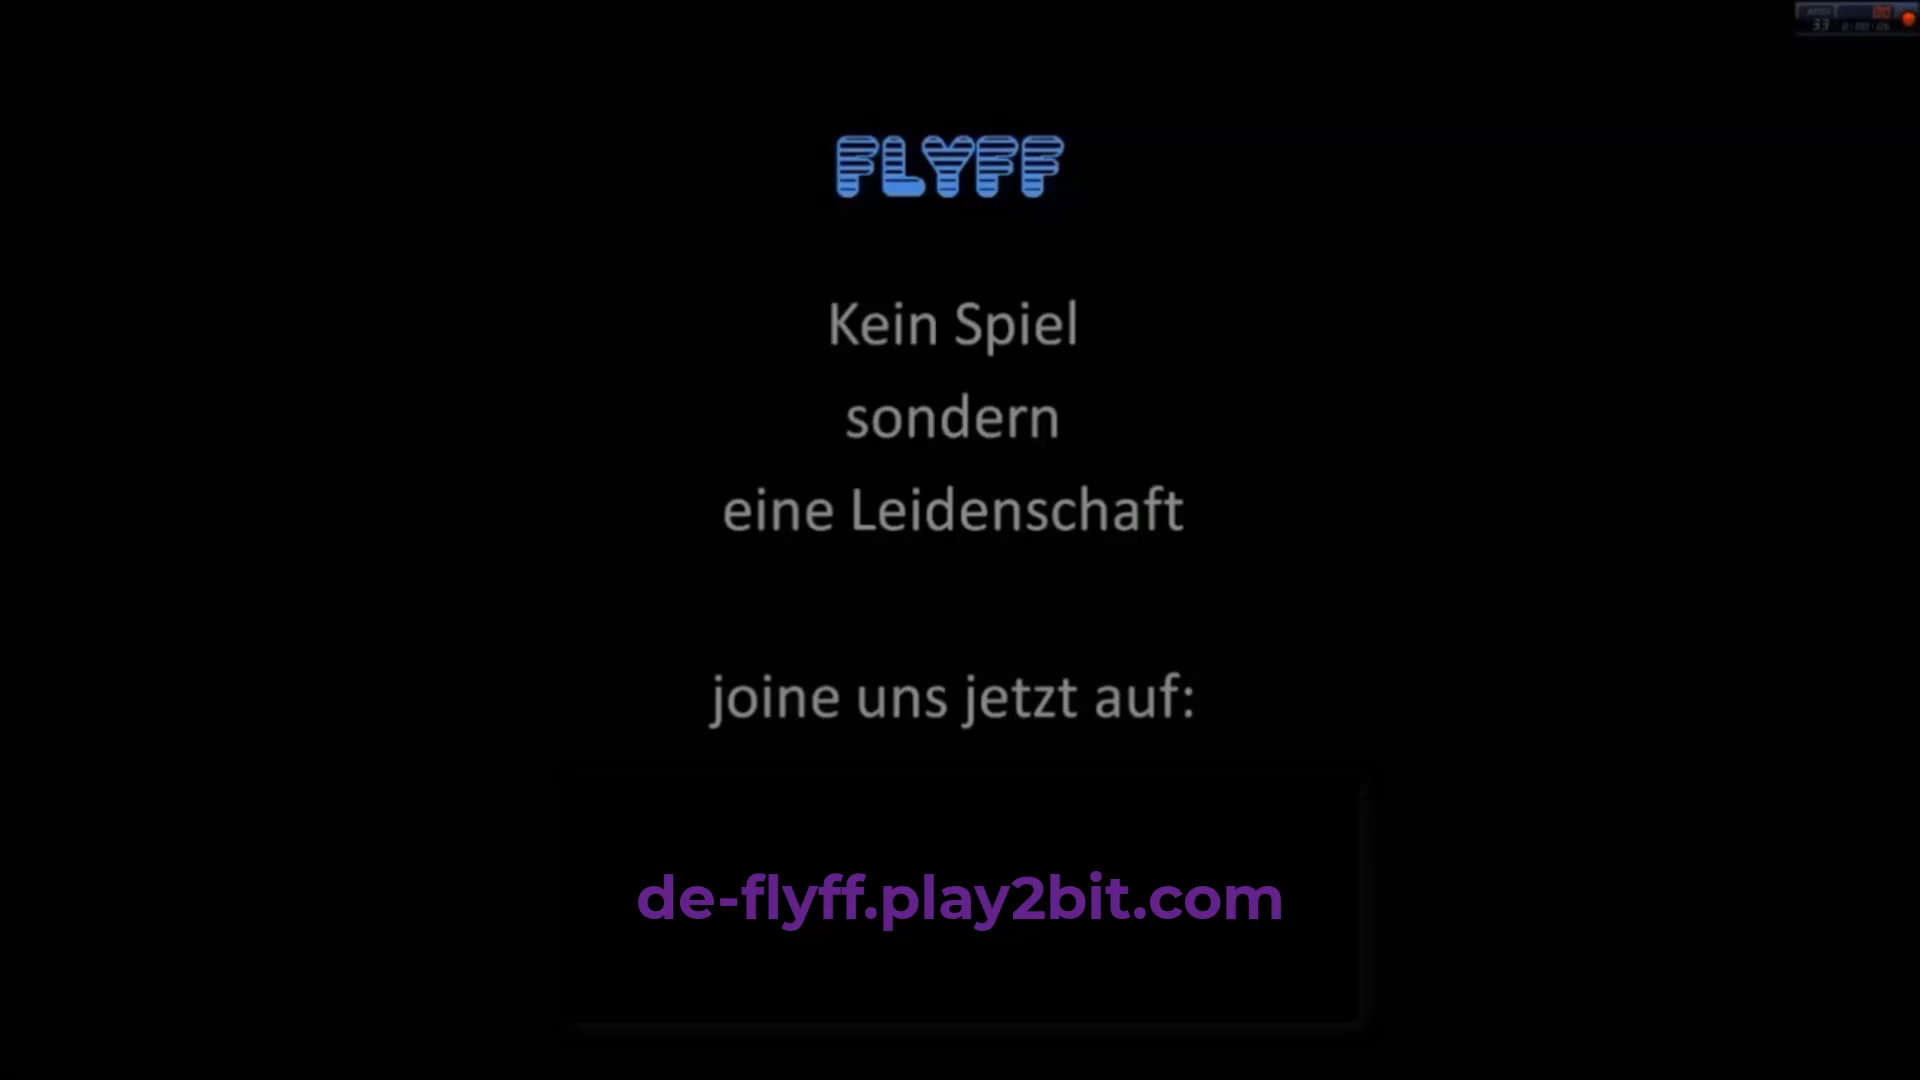 FLYFF
Kein Spiel
sondern
eine Leidenschaft
joine uns jetzt auf:
de-flyff.play2bit.com